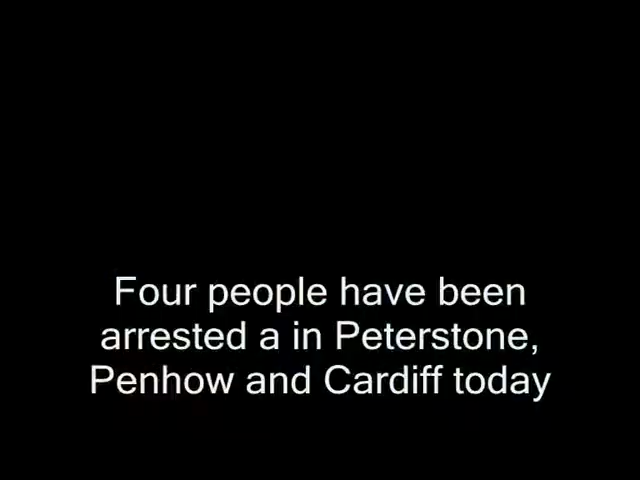 Four people have been
arrested a in Peterstone,
Penhow and Cardiff today